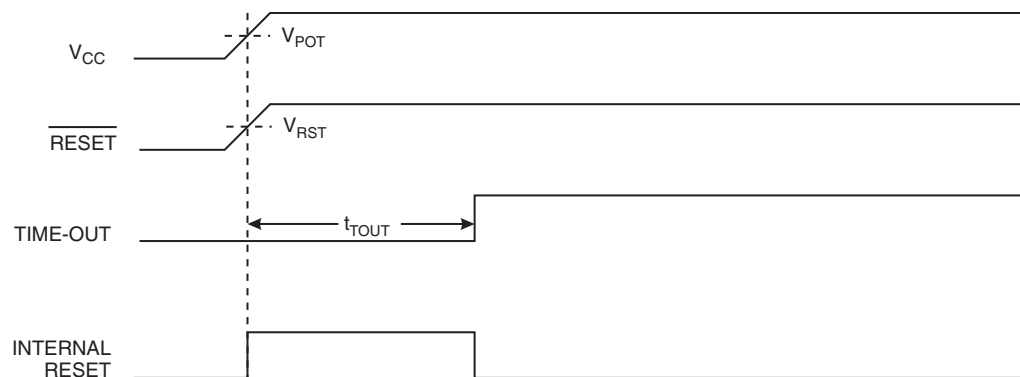 V_CC
V_POT
RESET
V_RST
TIME-OUT
t_TOUT
INTERNAL
RESET